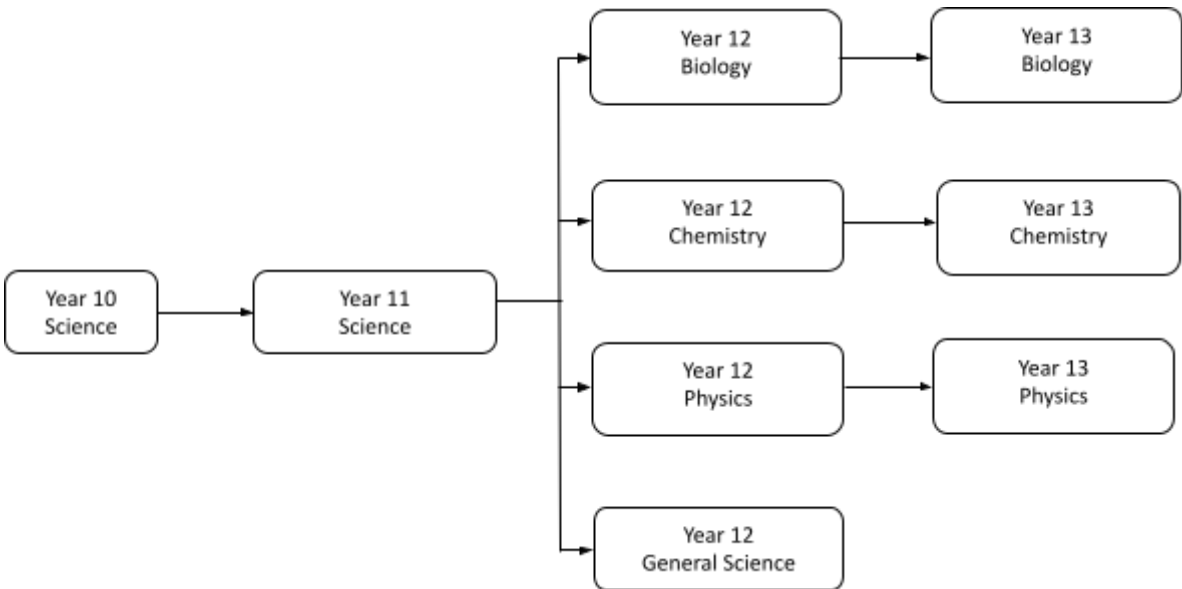 Year 12
Biology
Year 13
Biology
Year 12
Chemistry
Year 13
Chemistry
Year 10
Science
Year 11
Science
Year 12
Physics
Year 13
Physics
Year 12
General Science